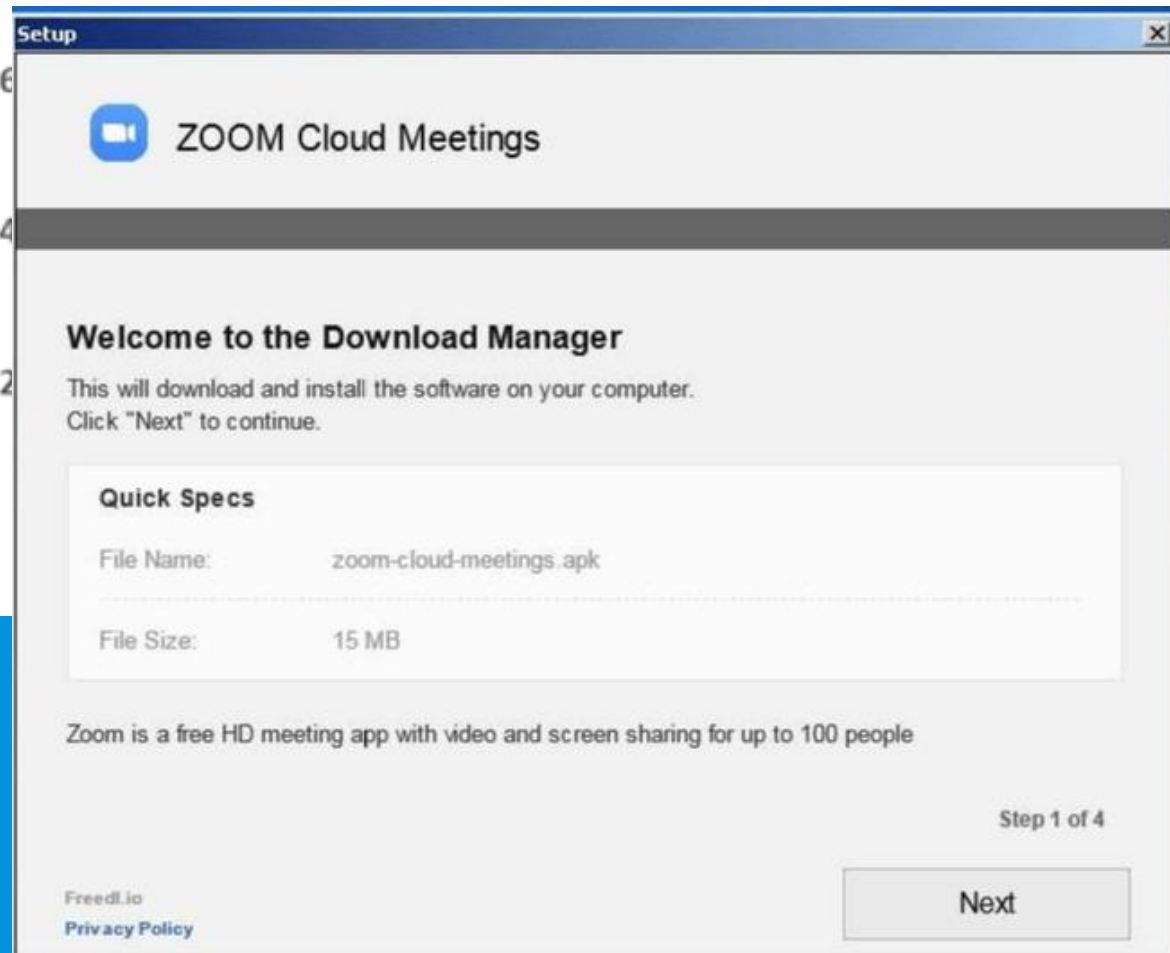 Setup
6
ZOOM Cloud Meetings
4
Welcome to the Download Manager
2
This will download and install the software on your computer.
Click "Next" to continue.
Quick Specs
File Name: zoom-cloud-meetings.apk
File Size: 15 MB
Zoom is a free HD meeting app with video and screen sharing for up to 100 people
Step 1 of 4
Freedl.io
Next
Privacy Policy